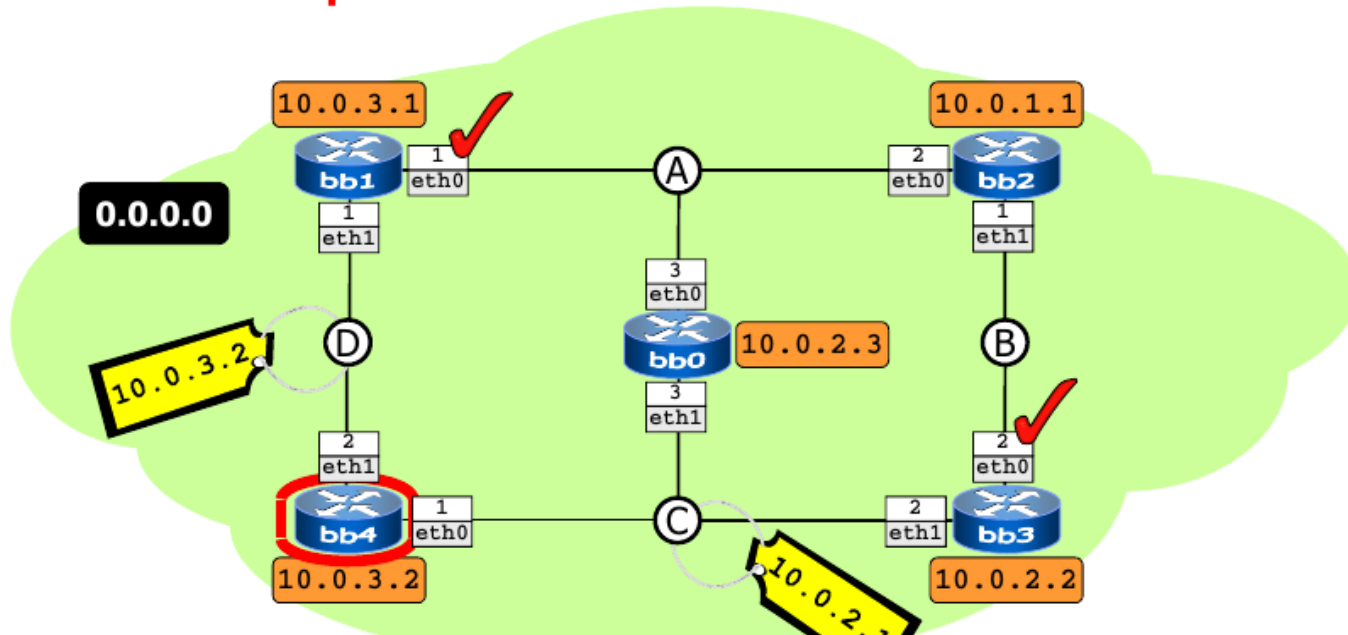 10.0.3.1
10.0.1.1
1
eth0
bb1
A
2
eth0
bb2
0.0.0.0
1
eth1
1
eth1
3
eth0
10.0.3.2
D
bb0
10.0.2.3
B
3
eth1
2
eth1
2
eth0
bb4
1
eth0
C
2
eth1
bb3
10.0.3.2
10.0.2.2